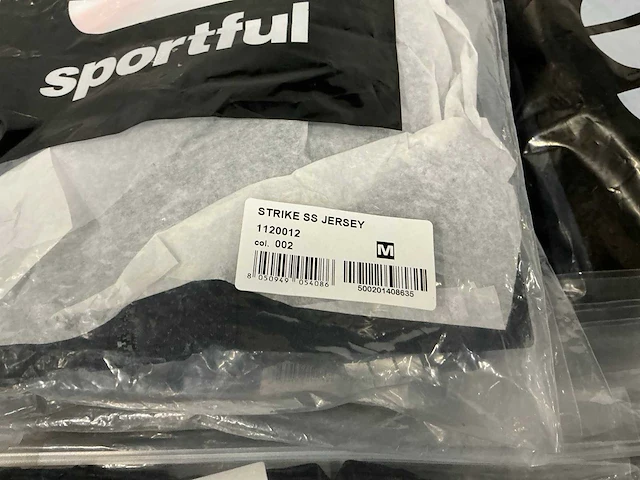 sportful
STRIKE SS JERSEY
1120012
col. 002
M
8 050949 054086
500201408635